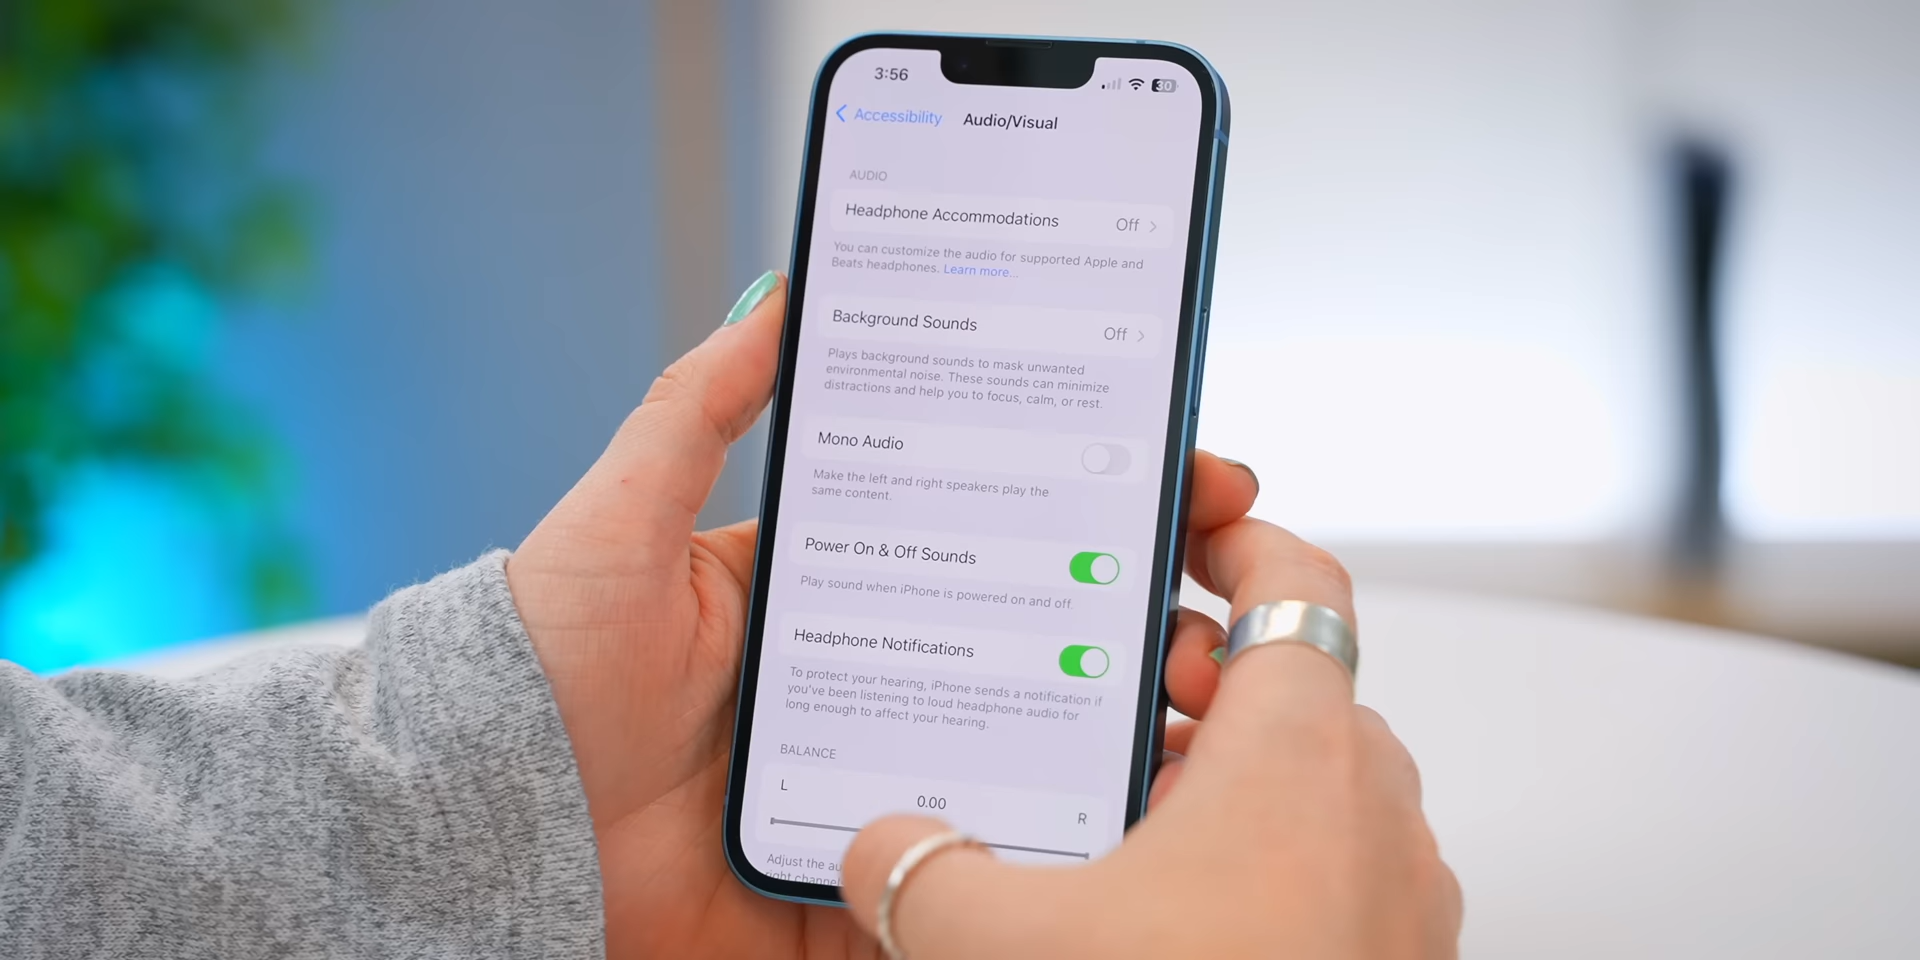 3:56
30
Accessibility
Audio/Visual
AUDIO
Headphone Accommodations
Off
You can customize the audio for supported Apple and
Beats headphones. Learn more...
Background Sounds
Off
Plays background sounds to mask unwanted
environmental noise. These sounds can minimize
distractions and help you to focus, calm, or rest.
Mono Audio
Make the left and right speakers play the
same content.
Power On & Off Sounds
Play sound when iPhone is powered on and off.
Headphone Notifications
To protect your hearing, iPhone sends a notification if
you've been listening to loud headphone audio for
long enough to affect your hearing.
BALANCE
L
0.00
R
Adjust the au
right channel